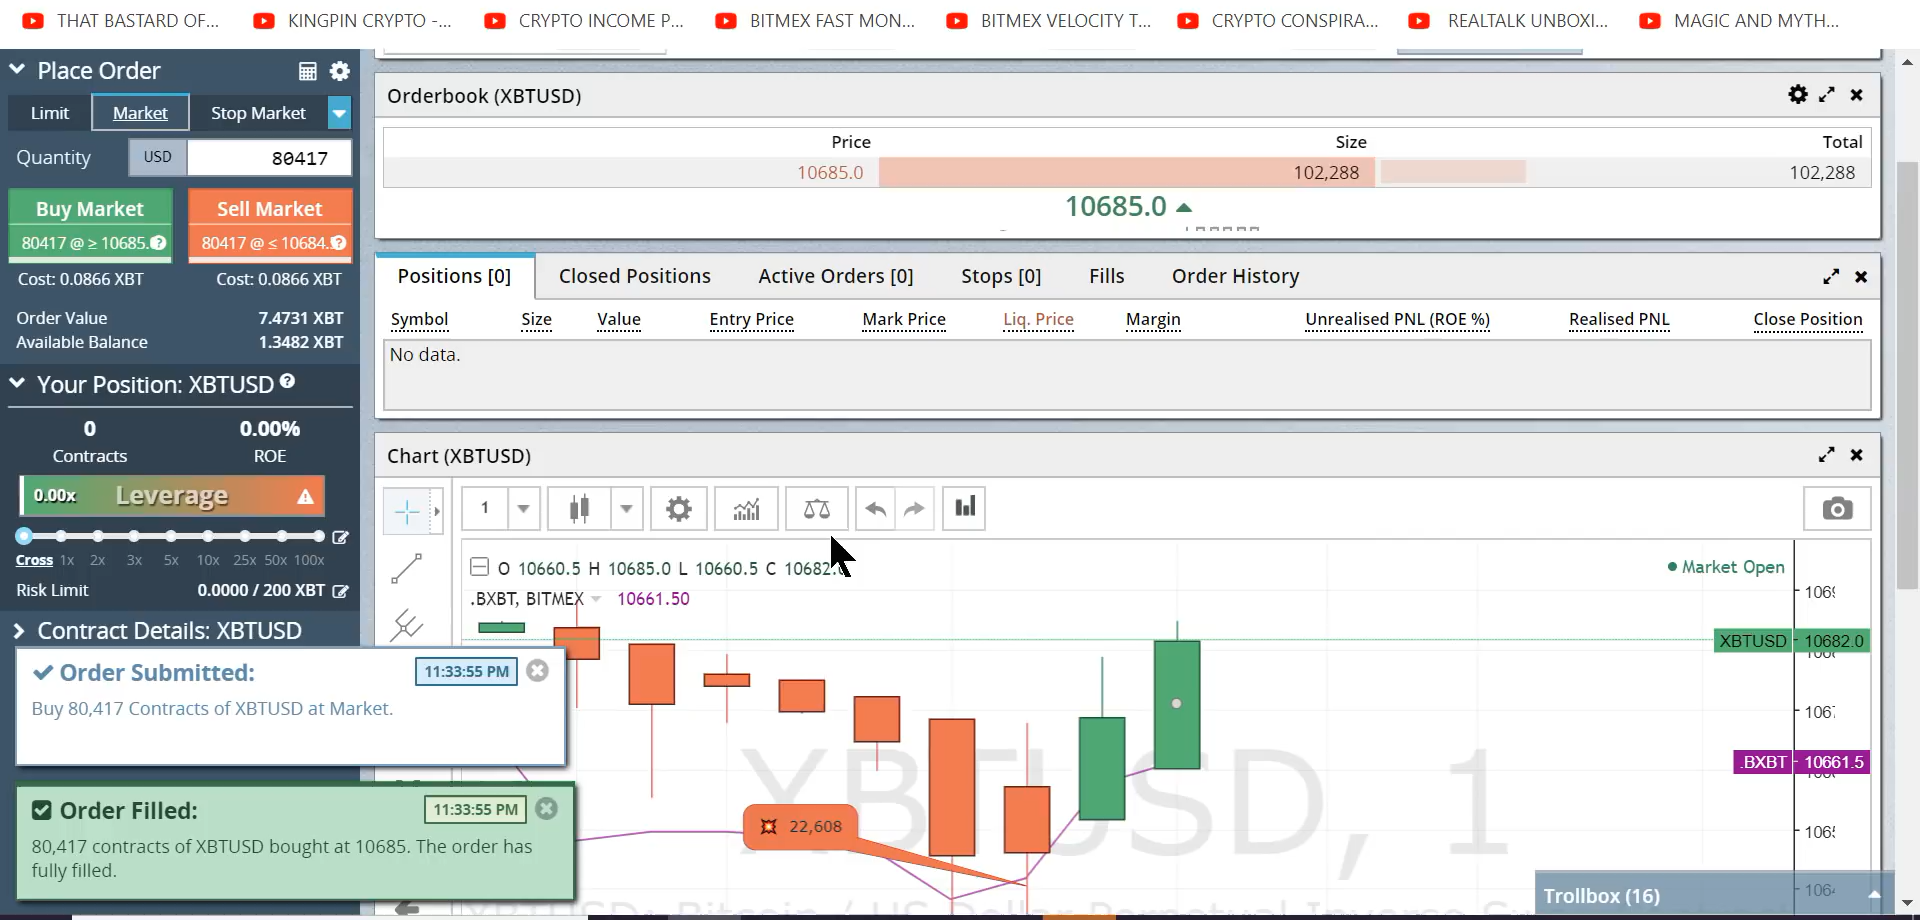 THAT BASTARD OF...
KINGPIN CRYPTO -...
CRYPTO INCOME P...
BITMEX FAST MON...
BITMEX VELOCITY T...
CRYPTO CONSPIRA...
REALTALK UNBOXI...
MAGIC AND MYTH...
Place Order
Limit Market Stop Market
Quantity USD 80417
Buy Market Sell Market
80417 @ ≥ 10685. 80417 @ ≤ 10684.
Cost: 0.0866 XBT Cost: 0.0866 XBT
Order Value 7.4731 XBT
Available Balance 1.3482 XBT
Your Position: XBTUSD
0 0.00%
Contracts ROE
0.00x Leverage
Cross 1x 2x 3x 5x 10x 25x 50x 100x
Risk Limit 0.0000 / 200 XBT
Contract Details: XBTUSD
Order Submitted: 11:33:55 PM
Buy 80,417 Contracts of XBTUSD at Market.
Order Filled: 11:33:55 PM
80,417 contracts of XBTUSD bought at 10685. The order has
fully filled.
Orderbook (XBTUSD)
Price Size Total
10685.0 102,288 102,288
10685.0
Positions [0] Closed Positions Active Orders [0] Stops [0] Fills Order History
Symbol Size Value Entry Price Mark Price Liq. Price Margin Unrealised PNL (ROE %) Realised PNL Close Position
No data.
Chart (XBTUSD)
1
O 10660.5 H 10685.0 L 10660.5 C 10682.0
Market Open
.BXBT, BITMEX 10661.50
XBTUSD 10682.0
.BXBT 10661.5
22,608
XBTUSD, 1
XBTUSD: Bitcoin / US Dollar Perpetual Inverse
Trollbox (16)